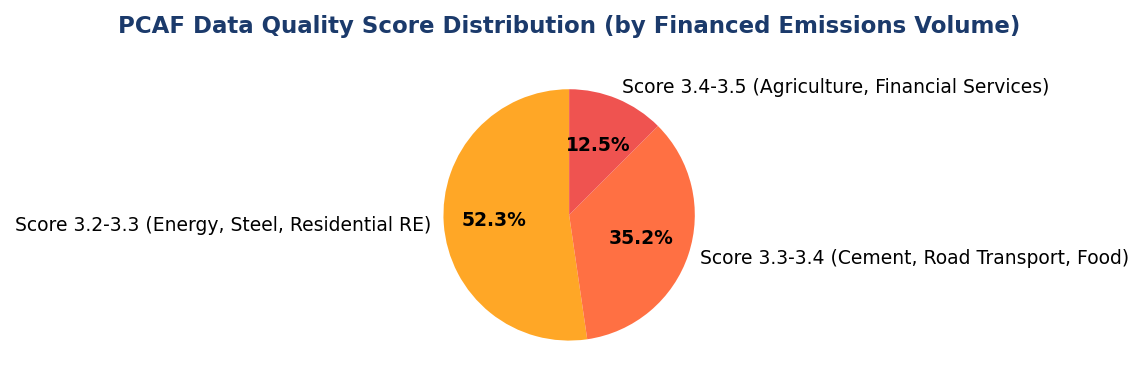 PCAF Data Quality Score Distribution (by Financed Emissions Volume)
Score 3.4-3.5 (Agriculture, Financial Services)
12.5%
52.3%
Score 3.2-3.3 (Energy, Steel, Residential RE)
35.2%
Score 3.3-3.4 (Cement, Road Transport, Food)